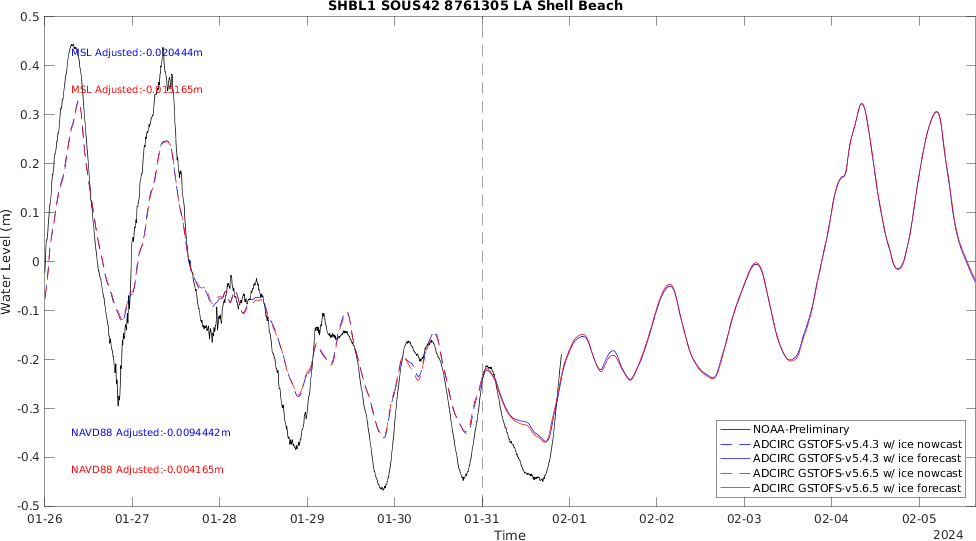 SHBL1 SOUS42 8761305 LA Shell Beach
Water Level (m)
0.5
0.4
0.3
0.2
0.1
0
-0.1
-0.2
-0.3
-0.4
-0.5
MSL Adjusted:-0.020444m
MSL Adjusted:-0.015165m
NAVD88 Adjusted:-0.0094442m
NAVD88 Adjusted:-0.004165m
NOAA-Preliminary
ADCIRC GSTOFS-v5.4.3 w/ ice nowcast
ADCIRC GSTOFS-v5.4.3 w/ ice forecast
ADCIRC GSTOFS-v5.6.5 w/ ice nowcast
ADCIRC GSTOFS-v5.6.5 w/ ice forecast
01-26 01-27 01-28 01-29 01-30 01-31 02-01 02-02 02-03 02-04 02-05
Time
2024